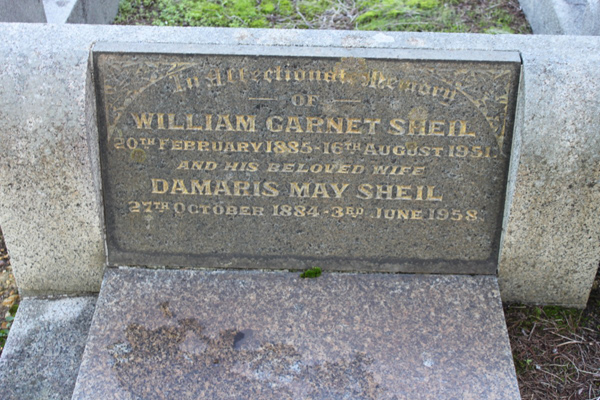 In Affectionate Memory
OF
WILLIAM GARNET SHEIL
20TH FEBRUARY 1885-16TH AUGUST 1951.
AND HIS BELOVED WIFE
DAMARIS MAY SHEIL
27TH OCTOBER 1884-3RD JUNE 1958